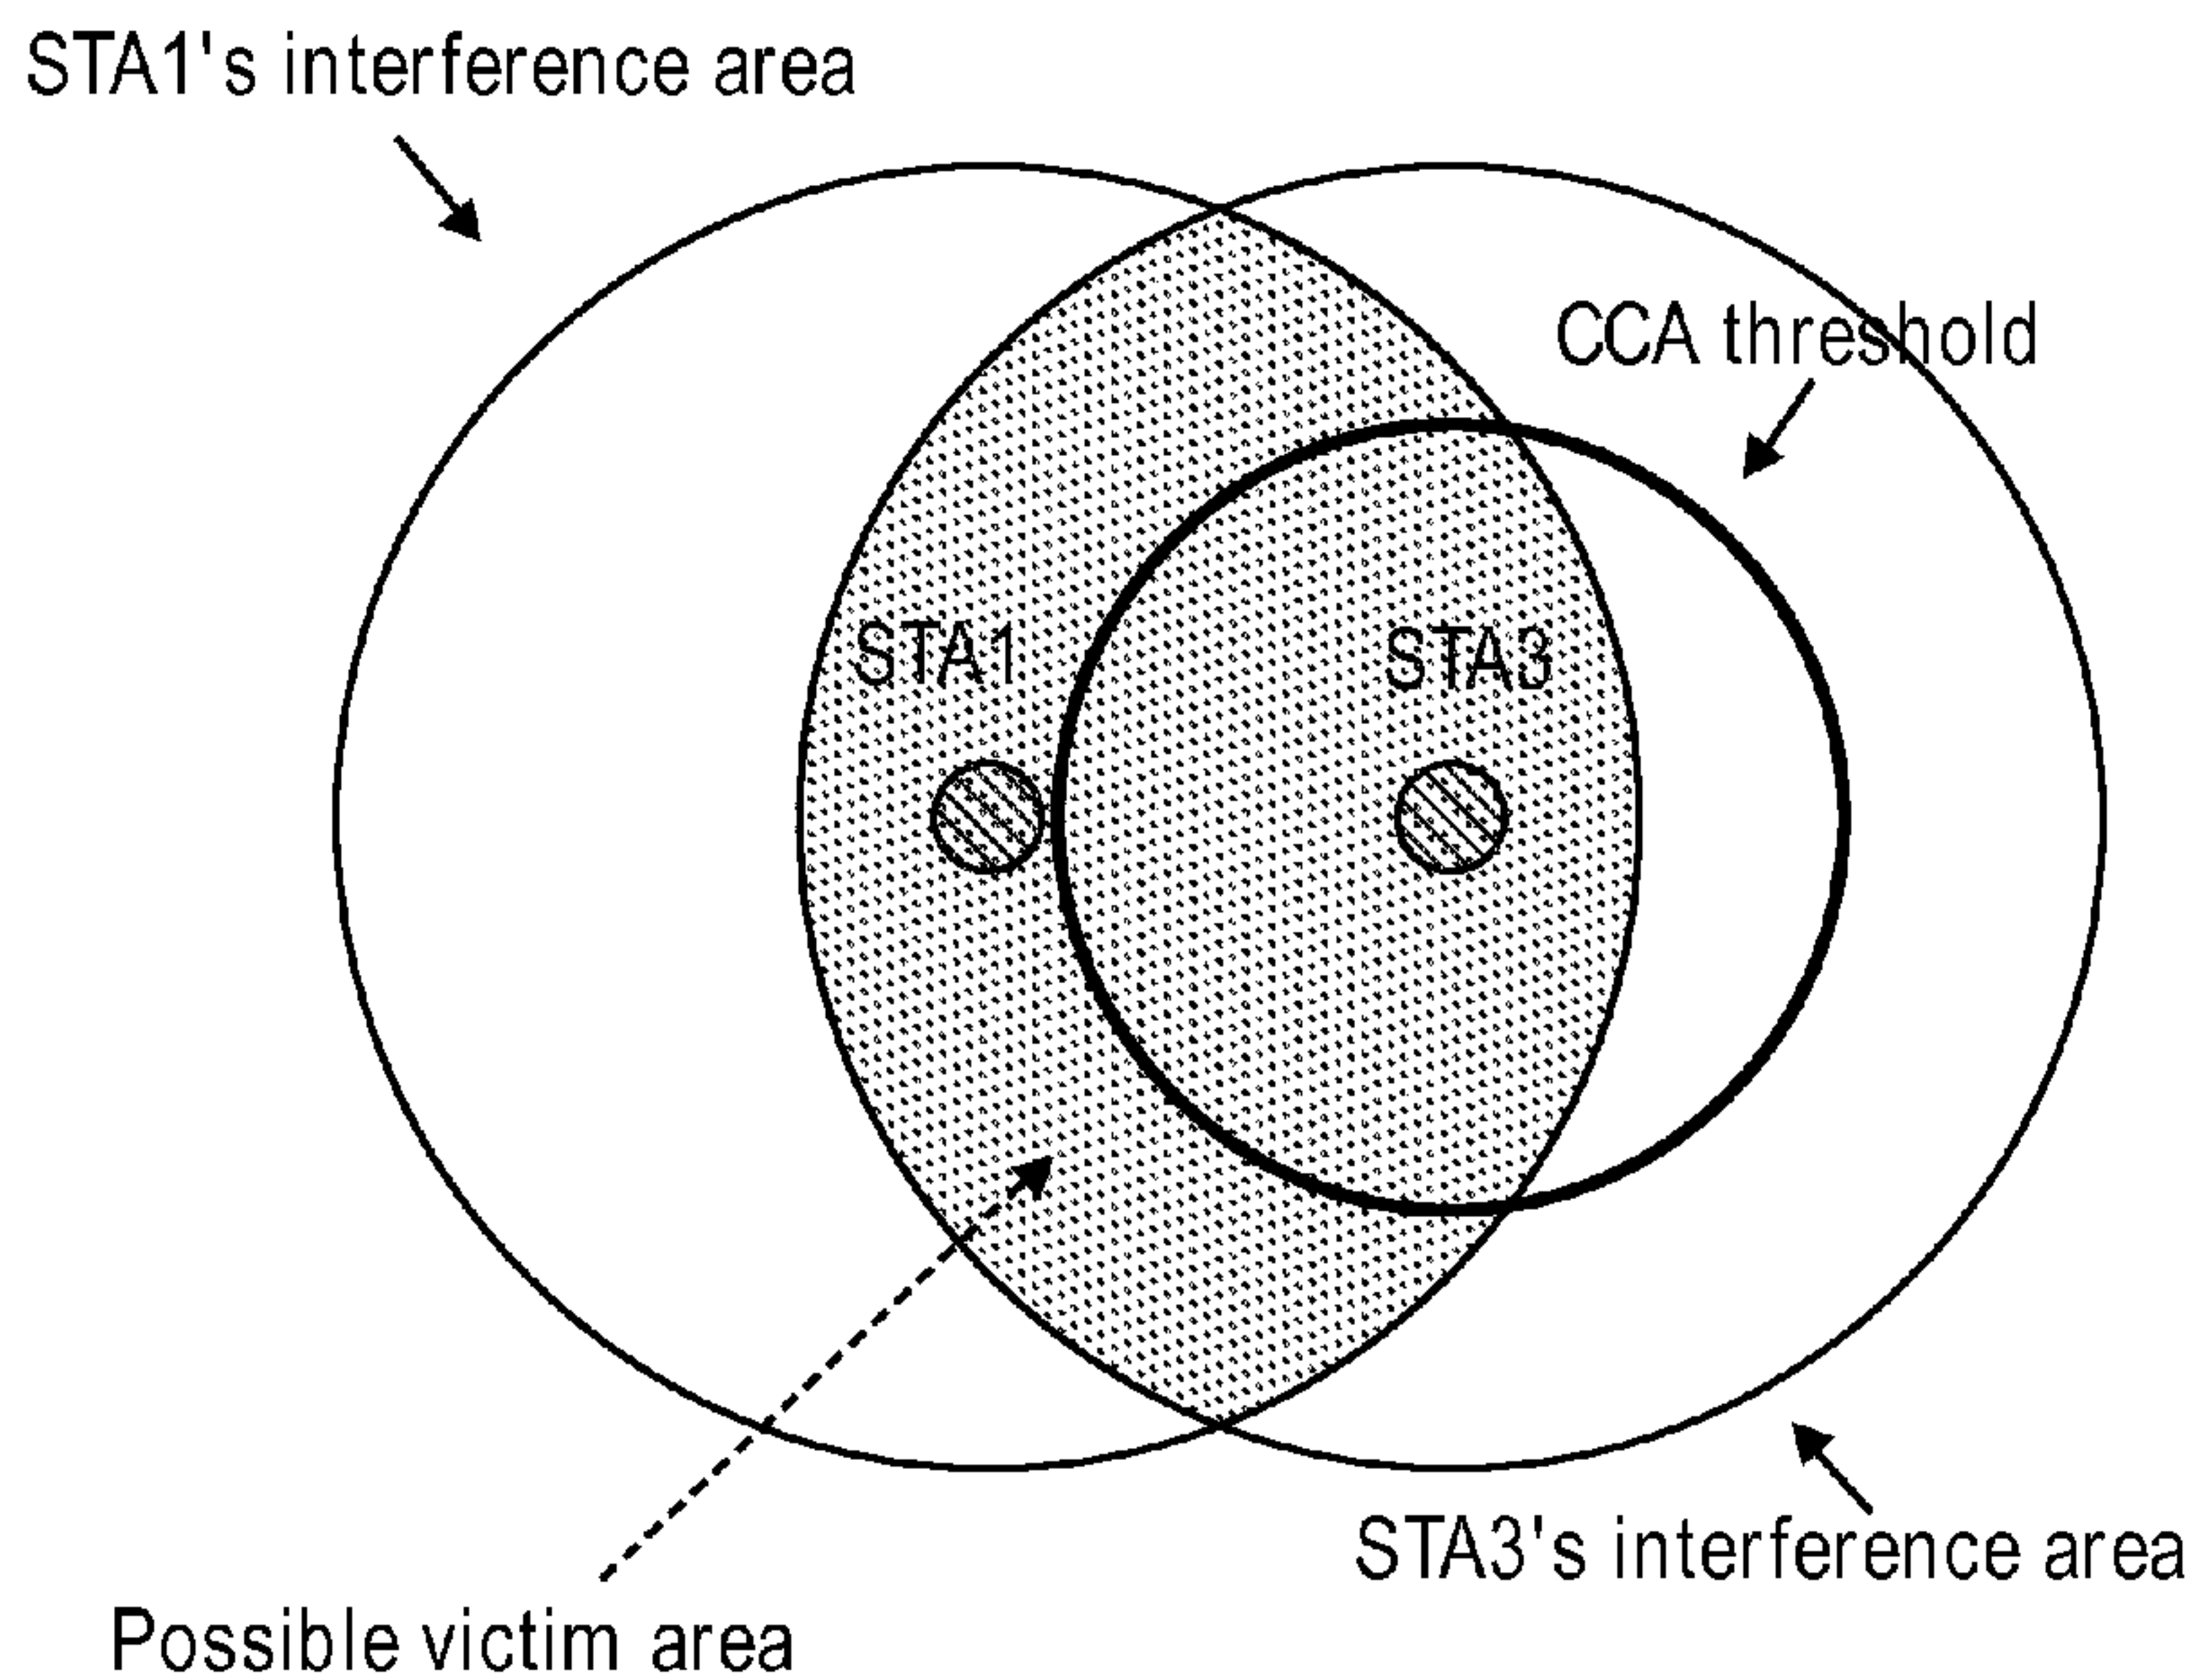 STA1's interference area
CCA threshold
STA1
STA3
STA3's interference area
Possible victim area